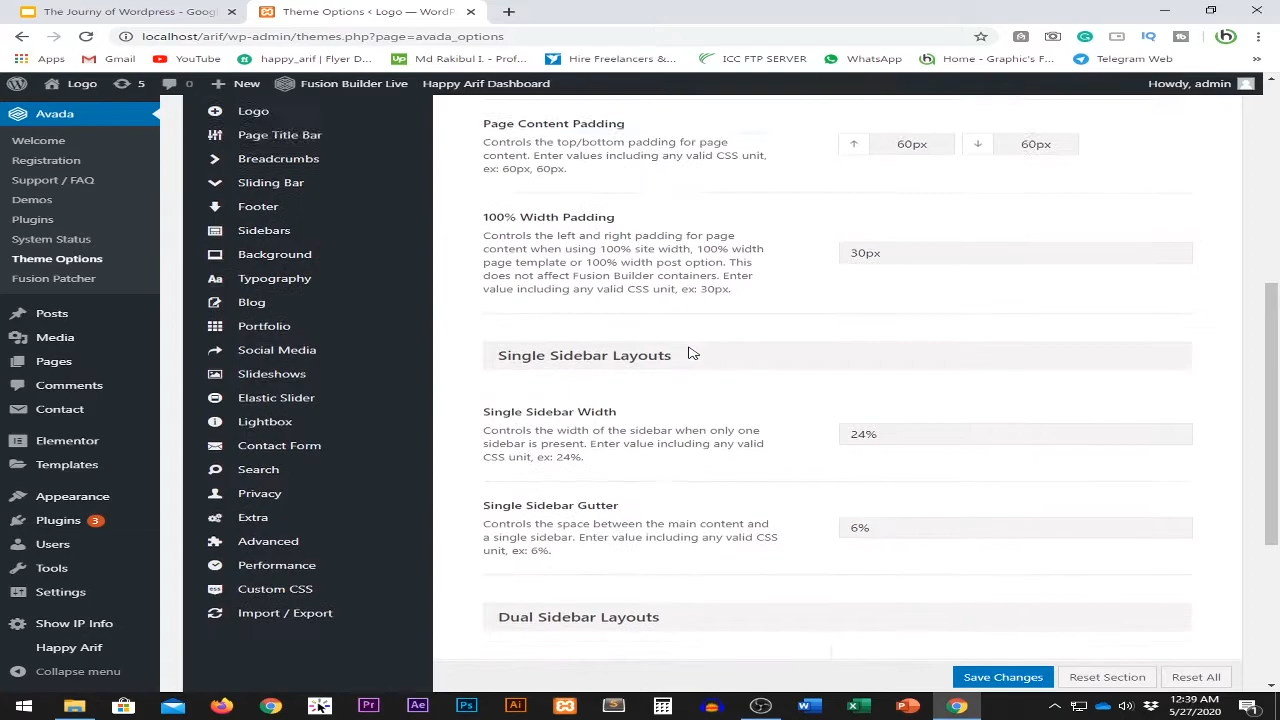 The Journy of Wordpress - Googl
Theme Options < Logo — WordP
localhost/arif/wp-admin/themes.php?page=avada_options
Apps
Gmail
YouTube
happy_arif | Flyer D...
Md Rakibul I. - Prof...
Hire Freelancers &...
ICC FTP SERVER
WhatsApp
Home - Graphic's F...
Telegram Web
Logo
5
0
New
Fusion Builder Live
Happy Arif Dashboard
Howdy, admin
Avada
Welcome
Registration
Support / FAQ
Demos
Plugins
System Status
Theme Options
Fusion Patcher
Posts
Media
Pages
Comments
Contact
Elementor
Templates
Appearance
Plugins 3
Users
Tools
Settings
Show IP Info
Happy Arif
Collapse menu
Logo
Page Title Bar
Breadcrumbs
Sliding Bar
Footer
Sidebars
Background
Typography
Blog
Portfolio
Social Media
Slideshows
Elastic Slider
Lightbox
Contact Form
Search
Privacy
Extra
Advanced
Performance
Custom CSS
Import / Export
Page Content Padding
Controls the top/bottom padding for page
content. Enter values including any valid CSS unit,
ex: 60px, 60px.
60px
60px
100% Width Padding
Controls the left and right padding for page
content when using 100% site width, 100% width
page template or 100% width post option. This
does not affect Fusion Builder containers. Enter
value including any valid CSS unit, ex: 30px.
30px
Single Sidebar Layouts
Single Sidebar Width
Controls the width of the sidebar when only one
sidebar is present. Enter value including any valid
CSS unit, ex: 24%.
24%
Single Sidebar Gutter
Controls the space between the main content and
a single sidebar. Enter value including any valid CSS
unit, ex: 6%.
6%
Dual Sidebar Layouts
Save Changes
Reset Section
Reset All
12:39 AM
5/27/2020